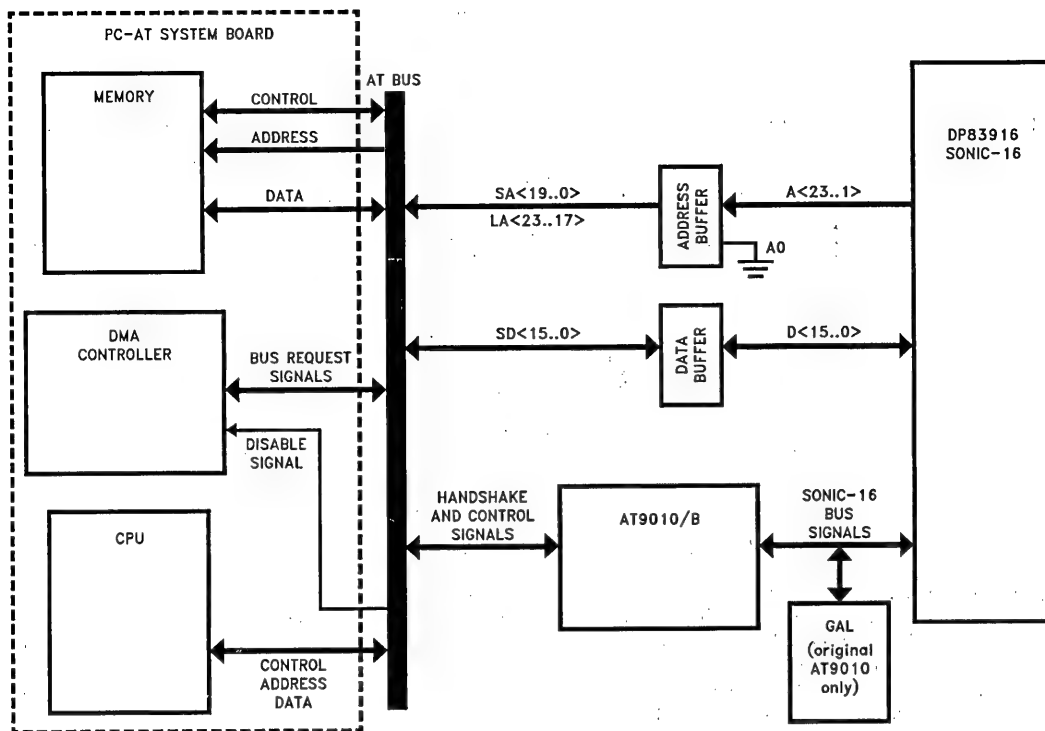 PC-AT SYSTEM BOARD
MEMORY
CONTROL
ADDRESS
DATA
AT BUS
SA<19..0>
LA<23..17>
ADDRESS
BUFFER
A<23..1>
A0
DP83916
SONIC-16
DMA
CONTROLLER
BUS REQUEST
SIGNALS
DISABLE
SIGNAL
SD<15..0>
DATA
BUFFER
D<15..0>
CPU
CONTROL
ADDRESS
DATA
HANDSHAKE
AND CONTROL
SIGNALS
AT9010/B
SONIC-16
BUS
SIGNALS
GAL
(original
AT9010
only)